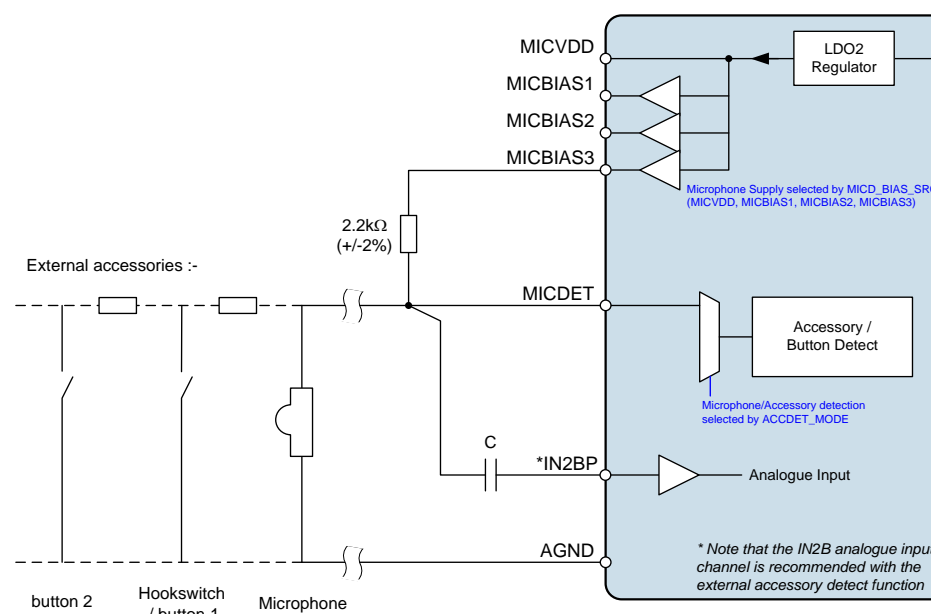 MICVDD
LDO2
Regulator
MICBIAS1
MICBIAS2
MICBIAS3
Microphone Supply selected by MICD_BIAS_SRC
(MICVDD, MICBIAS1, MICBIAS2, MICBIAS3)
2.2kΩ
(+/-2%)
External accessories :-
MICDET
Accessory /
Button Detect
Microphone/Accessory detection
selected by ACCDET_MODE
C
*IN2BP
Analogue Input
AGND
* Note that the IN2B analogue input
channel is recommended with the
external accessory detect function
button 2
Hookswitch
/ button 1
Microphone